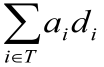 ∑ a_i d_i
i∈T